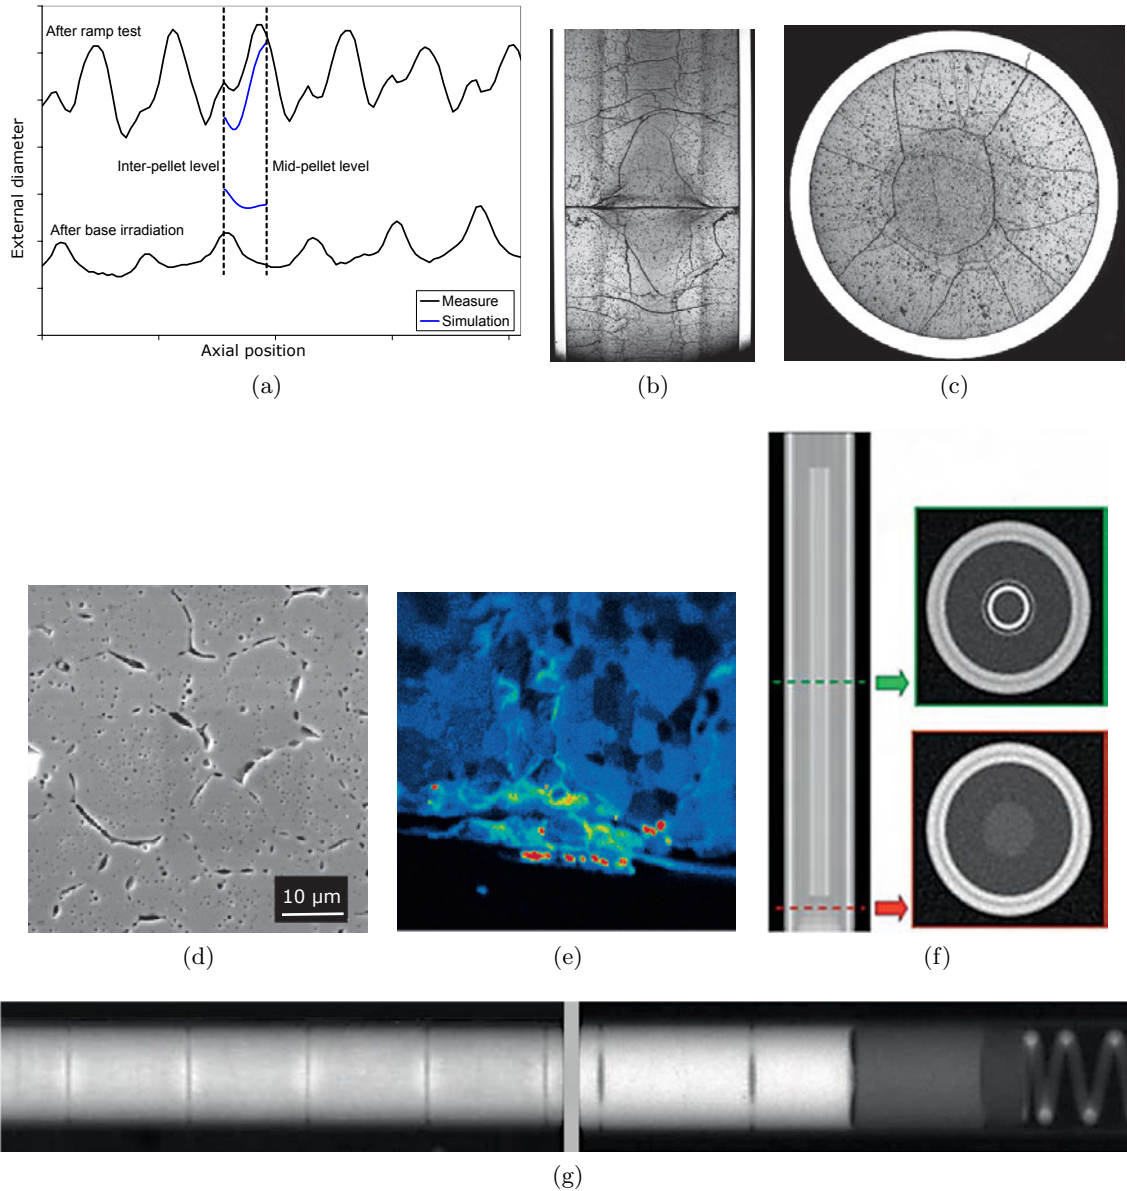 After ramp test
Inter-pellet level
Mid-pellet level
After base irradiation
Measure
Simulation
External diameter
Axial position
(a)
(b)
(c)
10 µm
(d)
(e)
(f)
(g)